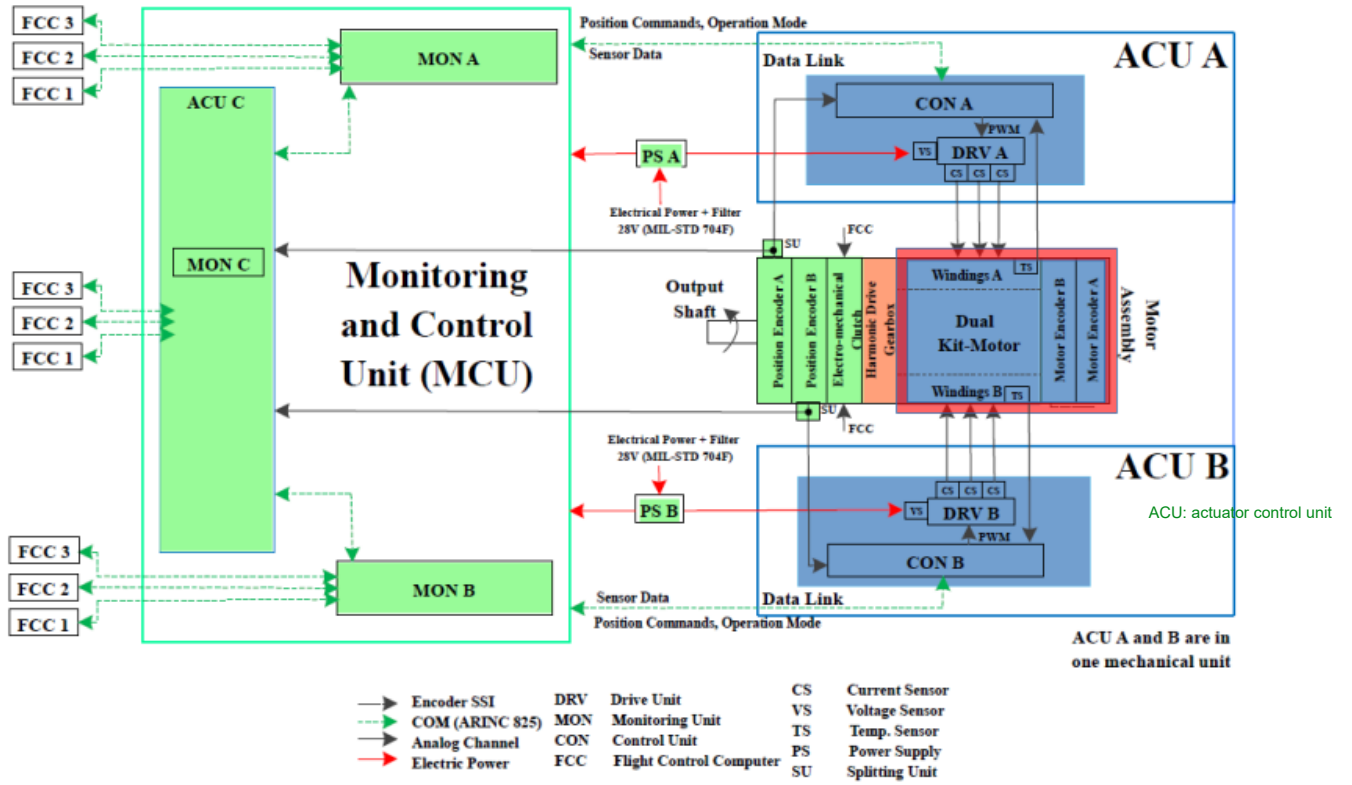 FCC 3
FCC 2
FCC 1
MON A
ACU C
MON C
FCC 3
FCC 2
FCC 1
Monitoring
and Control
Unit (MCU)
FCC 3
FCC 2
FCC 1
MON B
Position Commands, Operation Mode
Sensor Data
Data Link
ACU A
CON A
PWM
VS
DRV A
CS CS CS
PS A
Electrical Power + Filter
28V (MIL-STD 704F)
SU
FCC
Output
Shaft
Position Encoder A
Position Encoder B
Electro-mechanical
Clutch
Harmonic Drive
Gearbox
Windings A
TS
Dual
Kit-Motor
Windings B
TS
Motor Encoder B
Motor Encoder A
Motor
Assembly
SU
FCC
Electrical Power + Filter
28V (MIL-STD 704F)
PS B
ACU B
CS CS CS
VS
DRV B
PWM
CON B
ACU: actuator control unit
Sensor Data
Data Link
Position Commands, Operation Mode
ACU A and B are in
one mechanical unit
Encoder SSI
COM (ARINC 825)
Analog Channel
Electric Power
DRV Drive Unit
MON Monitoring Unit
CON Control Unit
FCC Flight Control Computer
CS Current Sensor
VS Voltage Sensor
TS Temp. Sensor
PS Power Supply
SU Splitting Unit